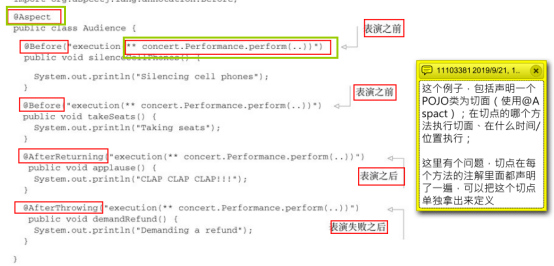 import org.aspectj.lang.annotation.Before;
@Aspect
public class Audience {
@Before("execution(** concert.Performance.perform(..))")
表演之前
public void silenceCellPhones() {
System.out.println("Silencing cell phones");
}
@Before("execution(** concert.Performance.perform(..))")
表演之前
public void takeSeats() {
System.out.println("Taking seats");
}
@AfterReturning("execution(** concert.Performance.perform(..))")
表演之后
public void applause() {
System.out.println("CLAP CLAP CLAP!!!");
}
@AfterThrowing("execution(** concert.Performance.perform(..))")
表演失败之后
public void demandRefund() {
System.out.println("Demanding a refund");
}
}
11103381 2019/9/21, 1..
这个例子，包括声明一个
POJO类为切面（使用@A
spact）；在切点的哪个方
法执行切面、在什么时间/
位置执行；
这里有个问题，切点在每
个方法的注解里面都声明
了一遍，可以把这个切点
单独拿出来定义